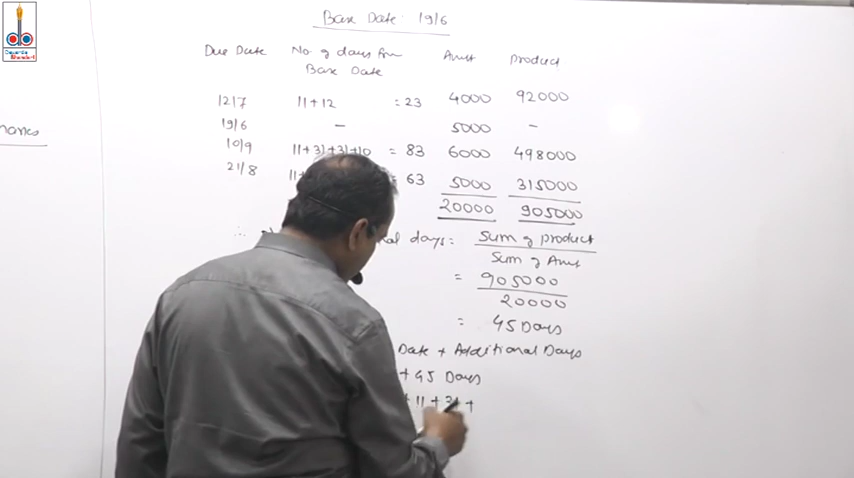 Base Date 19/6
Due Date No. of days from Base Date Amt Product
12/7 11+12 = 23 4000 92000
19/6 - 5000 -
10/9 11+31+31+10 = 83 6000 498000
21/8 11+ = 63 5000 315000
20000 905000
∴ days = Sum of product
Sum of Amt
= 905000
20000
= 45 Days
Date + Additional Days
+ 45 Days
+ 11 +